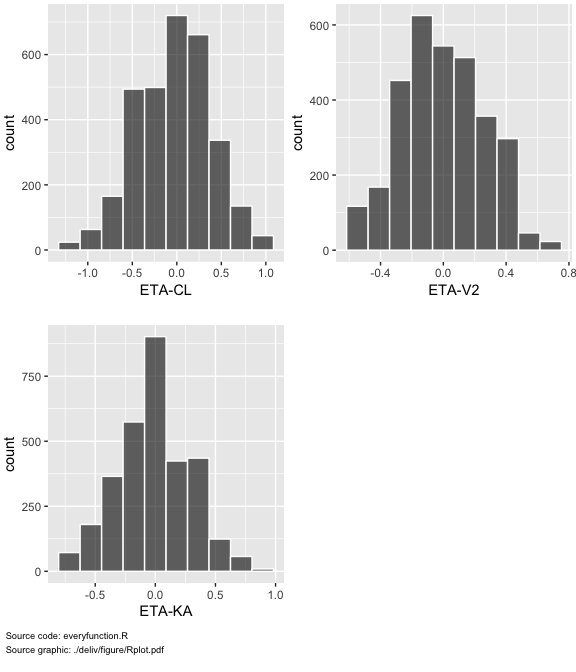 600
400
200
0
count
-1.0 -0.5 0.0 0.5 1.0
ETA-CL
600
400
200
0
count
-0.4 0.0 0.4 0.8
ETA-V2
750
500
250
0
count
-0.5 0.0 0.5 1.0
ETA-KA
Source code: everyfunction.R
Source graphic: ./deliv/figure/Rplot.pdf